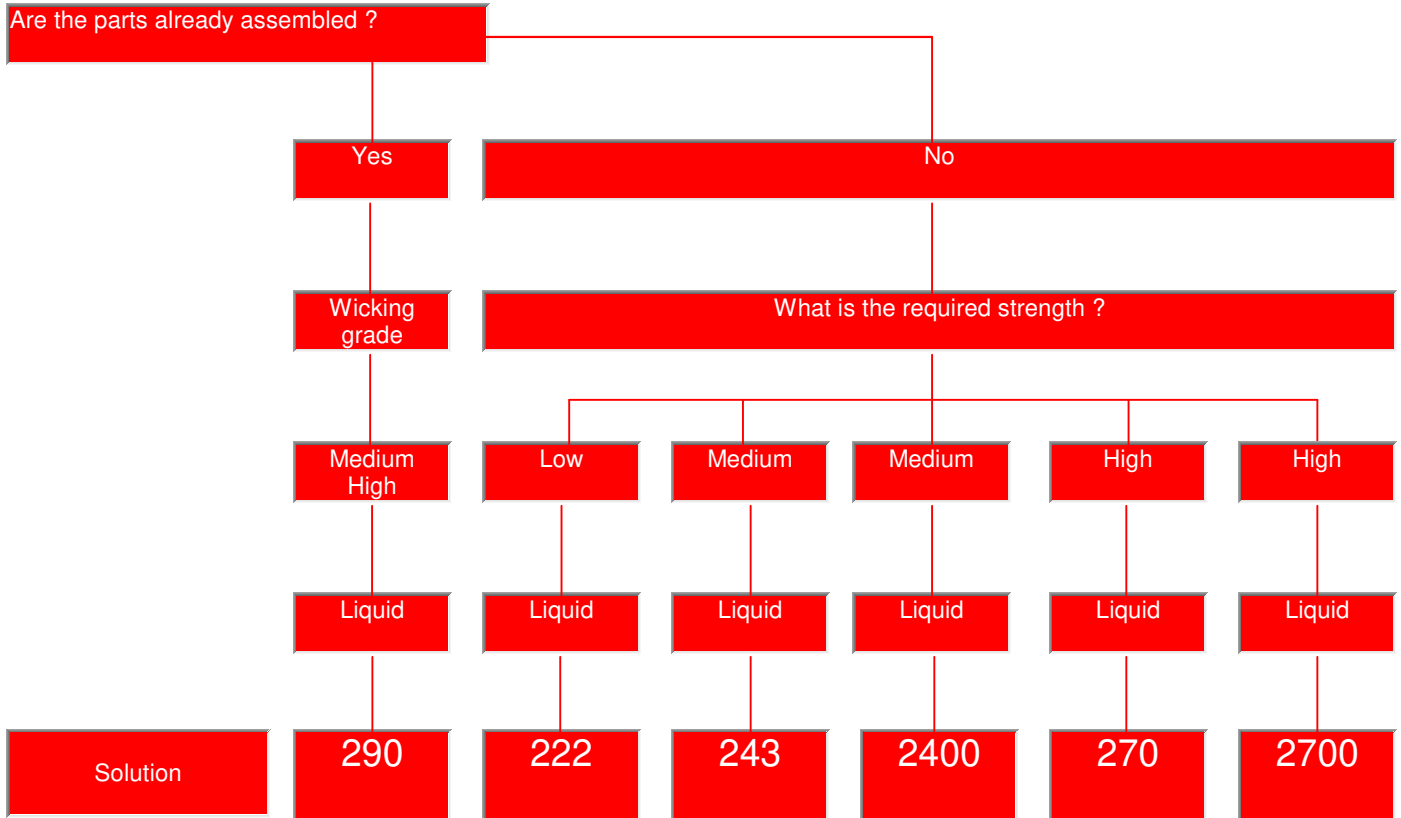 Are the parts already assembled ?
Yes
No
Wicking
grade
What is the required strength ?
Medium
High
Low
Medium
Medium
High
High
Liquid
Liquid
Liquid
Liquid
Liquid
Liquid
Solution
290
222
243
2400
270
2700